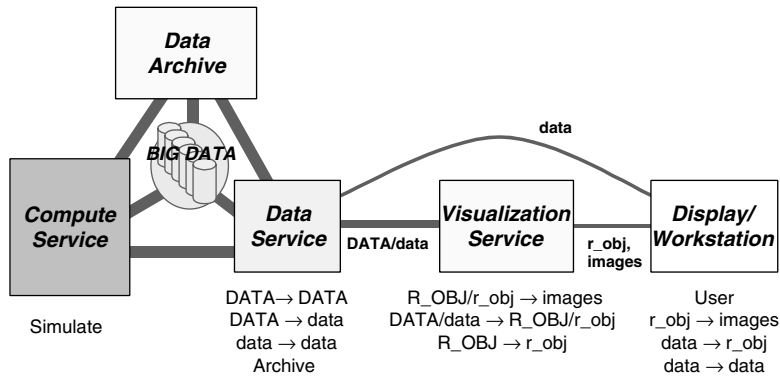 Data
Archive
BIG DATA
data
Compute
Service
Data
Service
DATA/data
Visualization
Service
r_obj,
images
Display/
Workstation
Simulate
DATA→ DATA
DATA → data
data → data
Archive
R_OBJ/r_obj → images
DATA/data → R_OBJ/r_obj
R_OBJ → r_obj
User
r_obj → images
data → r_obj
data → data